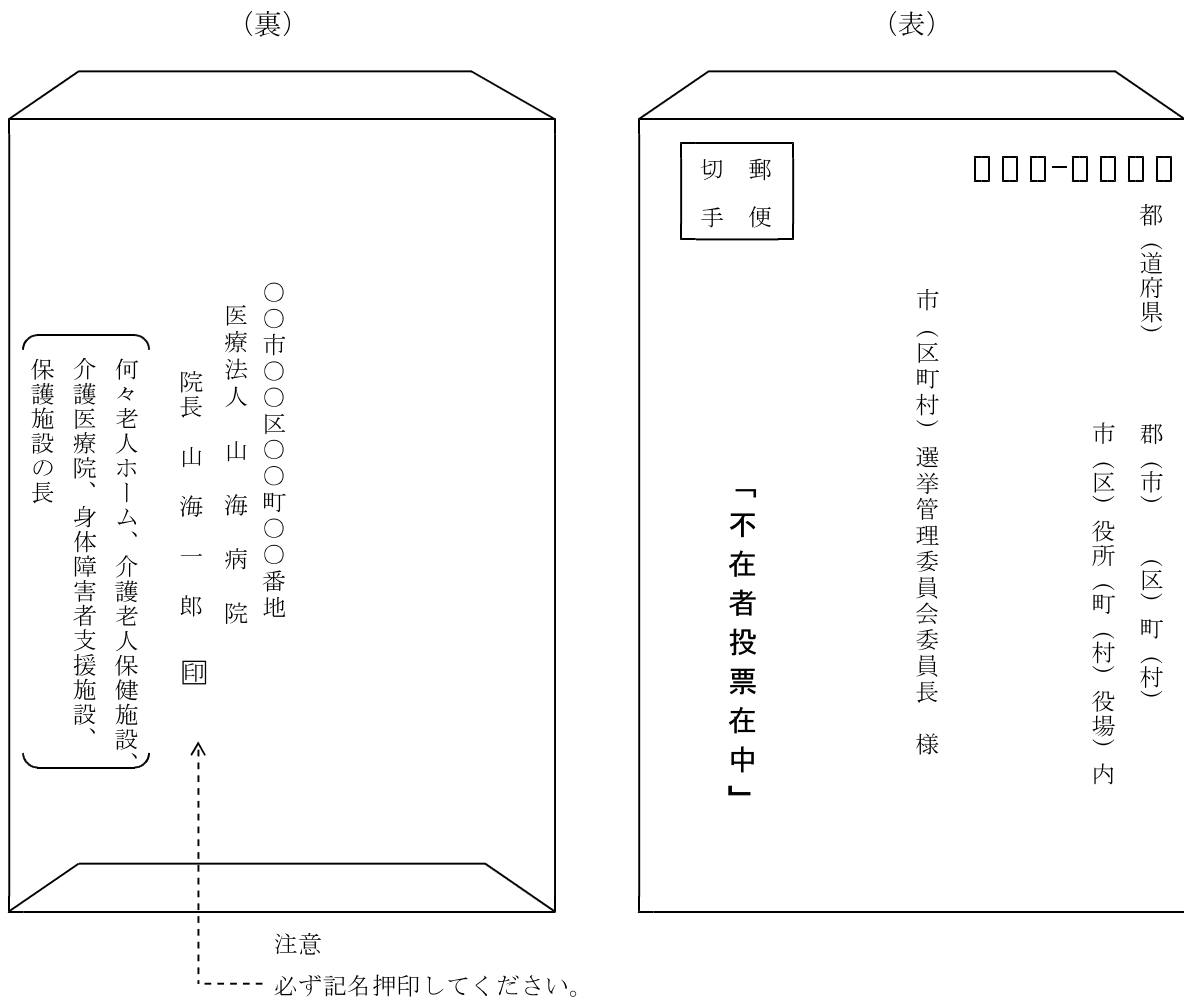 （裏）
○○市○○区○○町○○番地
医療法人　山　海　病　院
院長　山　海　一　郎　㊞
何々老人ホーム、介護老人保健施設、
介護医療院、身体障害者支援施設、
保護施設の長
注意
必ず記名押印してください。
（表）
郵便
切手
□□□－□□□□
都（道府県）　郡（市）　（区）町（村）
市（区）役所（町（村）役場）内
市（区町村）選挙管理委員会委員長　様
「不在者投票在中」